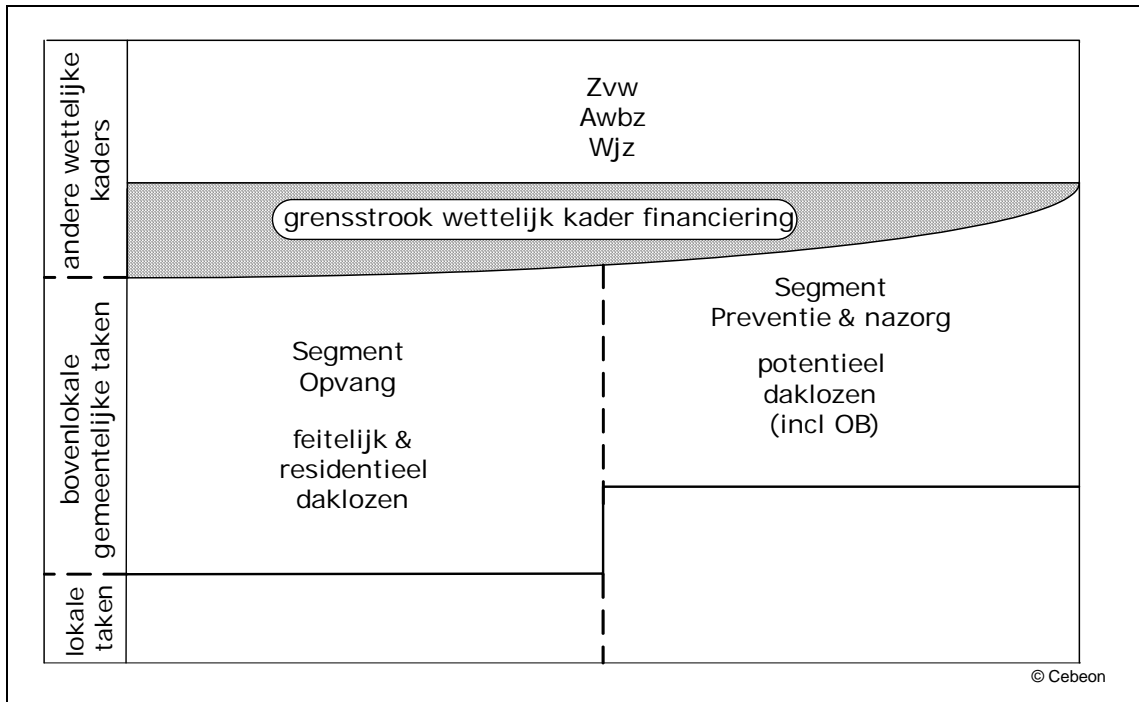 andere wettelijke
kaders
Zvw
Awbz
Wjz
grensstrook wettelijk kader financiering
bovenlokale
gemeentelijke taken
Segment
Opvang
feitelijk &
residentieel
daklozen
Segment
Preventie & nazorg
potentieel
daklozen
(incl OB)
lokale
taken
© Cebeon